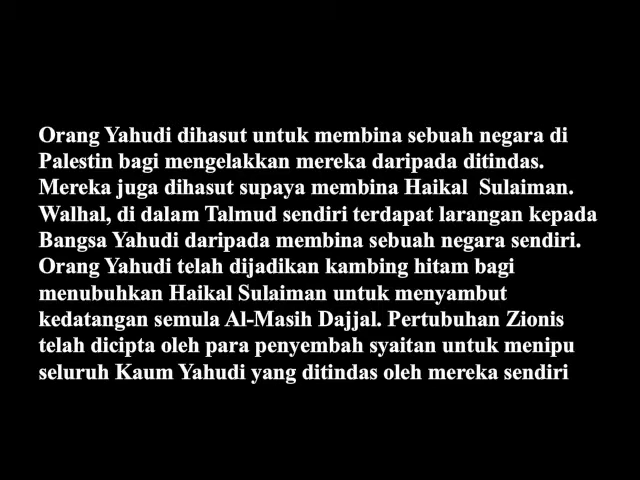 Orang Yahudi dihasut untuk membina sebuah negara di
Palestin bagi mengelakkan mereka daripada ditindas.
Mereka juga dihasut supaya membina Haikal  Sulaiman.
Walhal, di dalam Talmud sendiri terdapat larangan kepada
Bangsa Yahudi daripada membina sebuah negara sendiri.
Orang Yahudi telah dijadikan kambing hitam bagi
menubuhkan Haikal Sulaiman untuk menyambut
kedatangan semula Al-Masih Dajjal. Pertubuhan Zionis
telah dicipta oleh para penyembah syaitan untuk menipu
seluruh Kaum Yahudi yang ditindas oleh mereka sendiri